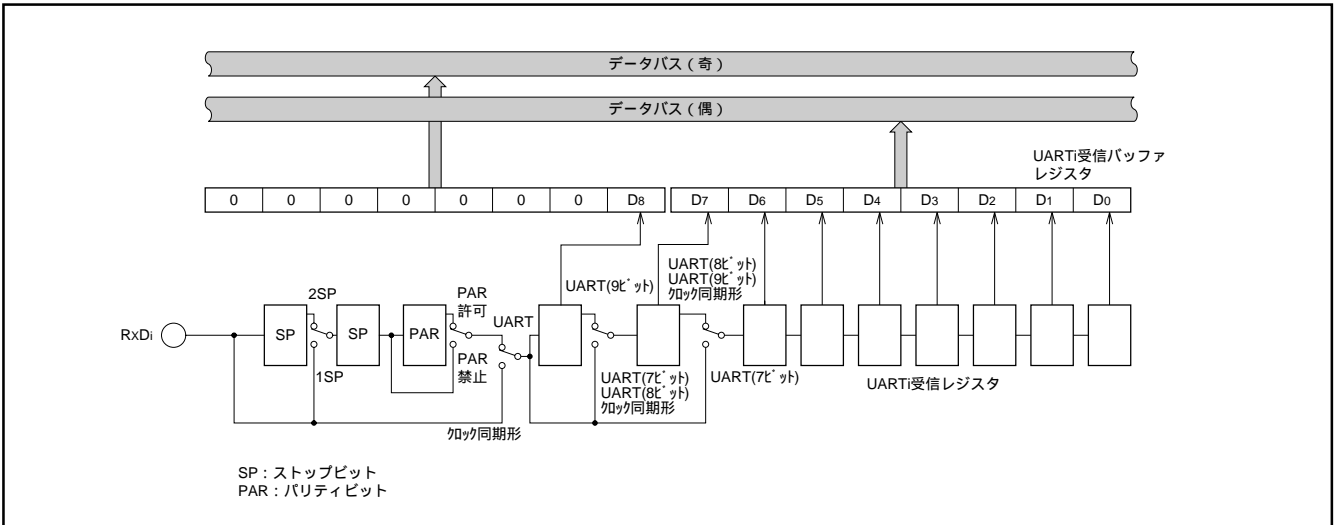 データバス(奇)
データバス(偶)
UARTi受信バッファ
レジスタ
0 0 0 0 0 0 0 D8 D7 D6 D5 D4 D3 D2 D1 D0
UART(9ビット)
UART(8ビット)
UART(9ビット)
クロック同期形
RxDi
SP
2SP
1SP
SP
PAR
PAR
許可
PAR
禁止
UART
クロック同期形
UART(7ビット)
UART(8ビット)
クロック同期形
UART(7ビット)
UARTi受信レジスタ
SP:ストップビット
PAR:パリティビット